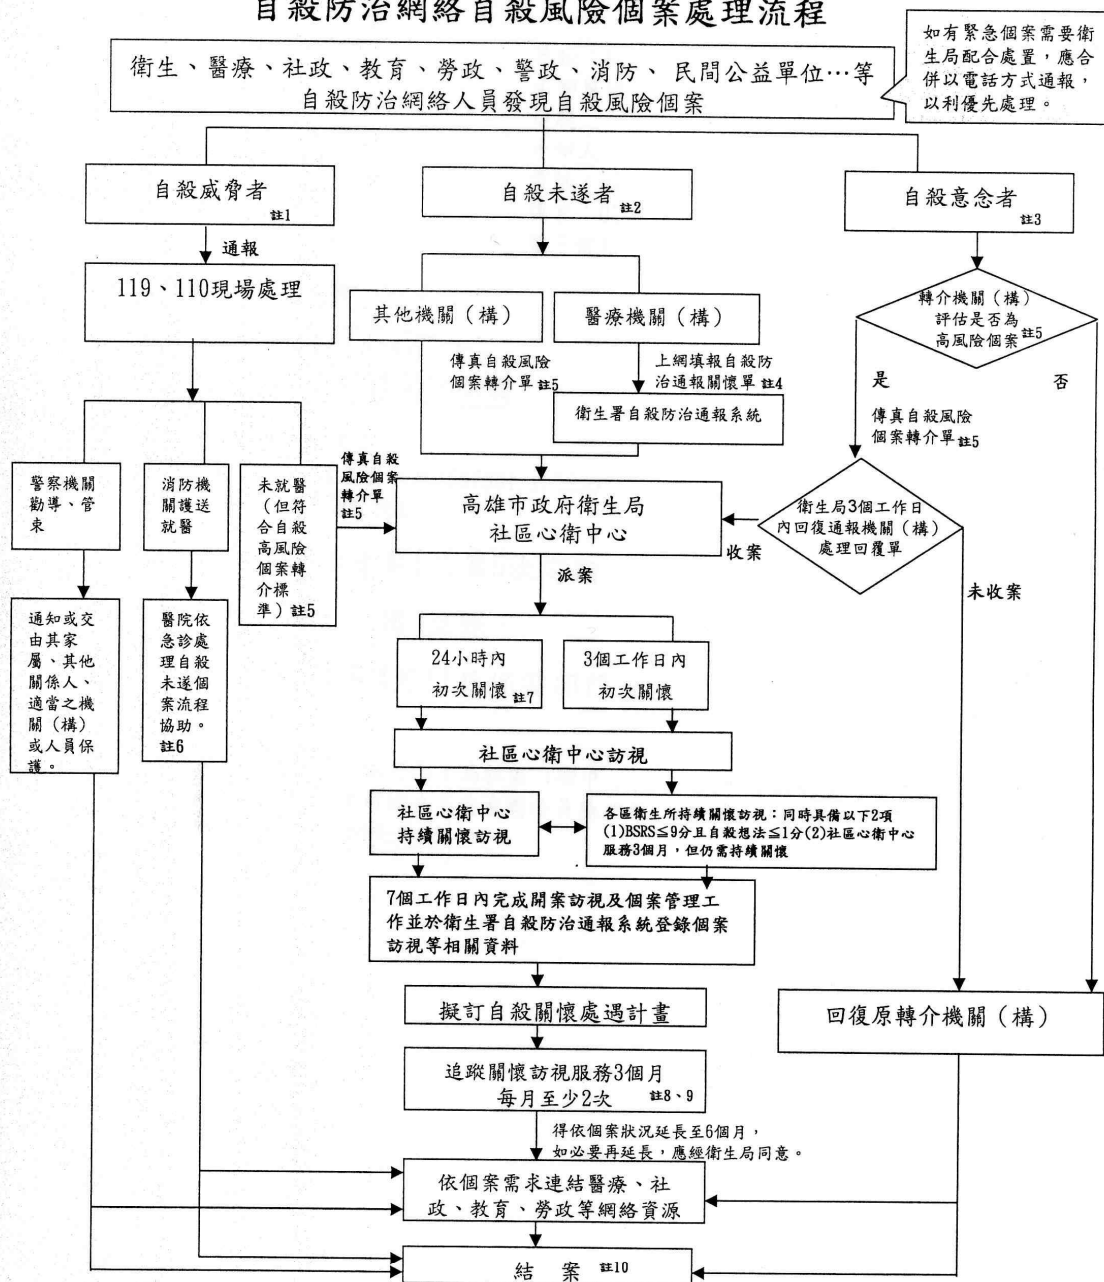 自殺防治網絡自殺風險個案處理流程
如有緊急個案需要衛
生局配合處置，應合
併以電話方式通報，
以利優先處理。
衛生、醫療、社政、教育、勞政、警政、消防、民間公益單位…等
自殺防治網絡人員發現自殺風險個案
自殺威脅者
註1
自殺未遂者
註2
自殺意念者
註3
通報
119、110現場處理
其他機關（構）
醫療機關（構）
轉介機關（構）
評估是否為
高風險個案
註5
傳真自殺風險
個案轉介單註5
上網填報自殺防
治通報關懷單 註4
衛生署自殺防治通報系統
是
否
傳真自殺風險
個案轉介單註5
警察機關
勸導、管
束
消防機
關護送
就醫
未就醫
（但符
合自殺
高風險
個案轉
介標
準）註5
傳真自殺
風險個案
轉介單
註5
高雄市政府衛生局
社區心衛中心
衛生局3個工作日
內回復通報機關（構）
處理回覆單
收案
未收案
派案
通知或交
由其家
屬、其他
關係人、
適當之機
關（構）
或人員保
護。
醫院依
急診處
理自殺
未遂個
案流程
協助。
註6
24小時內
初次關懷
註7
3個工作日內
初次關懷
社區心衛中心訪視
社區心衛中心
持續關懷訪視
各區衛生所持續關懷訪視：同時具備以下2項
(1)BSRS≦9分且自殺想法≦1分(2)社區心衛中心
服務3個月，但仍需持續關懷
7個工作日內完成開案訪視及個案管理工
作並於衛生署自殺防治通報系統登錄個案
訪視等相關資料
擬訂自殺關懷處遇計畫
回復原轉介機關（構）
追蹤關懷訪視服務3個月
每月至少2次 註8、9
得依個案狀況延長至6個月，
如必要再延長，應經衛生局同意。
依個案需求連結醫療、社
政、教育、勞政等網絡資源
結 案 註10